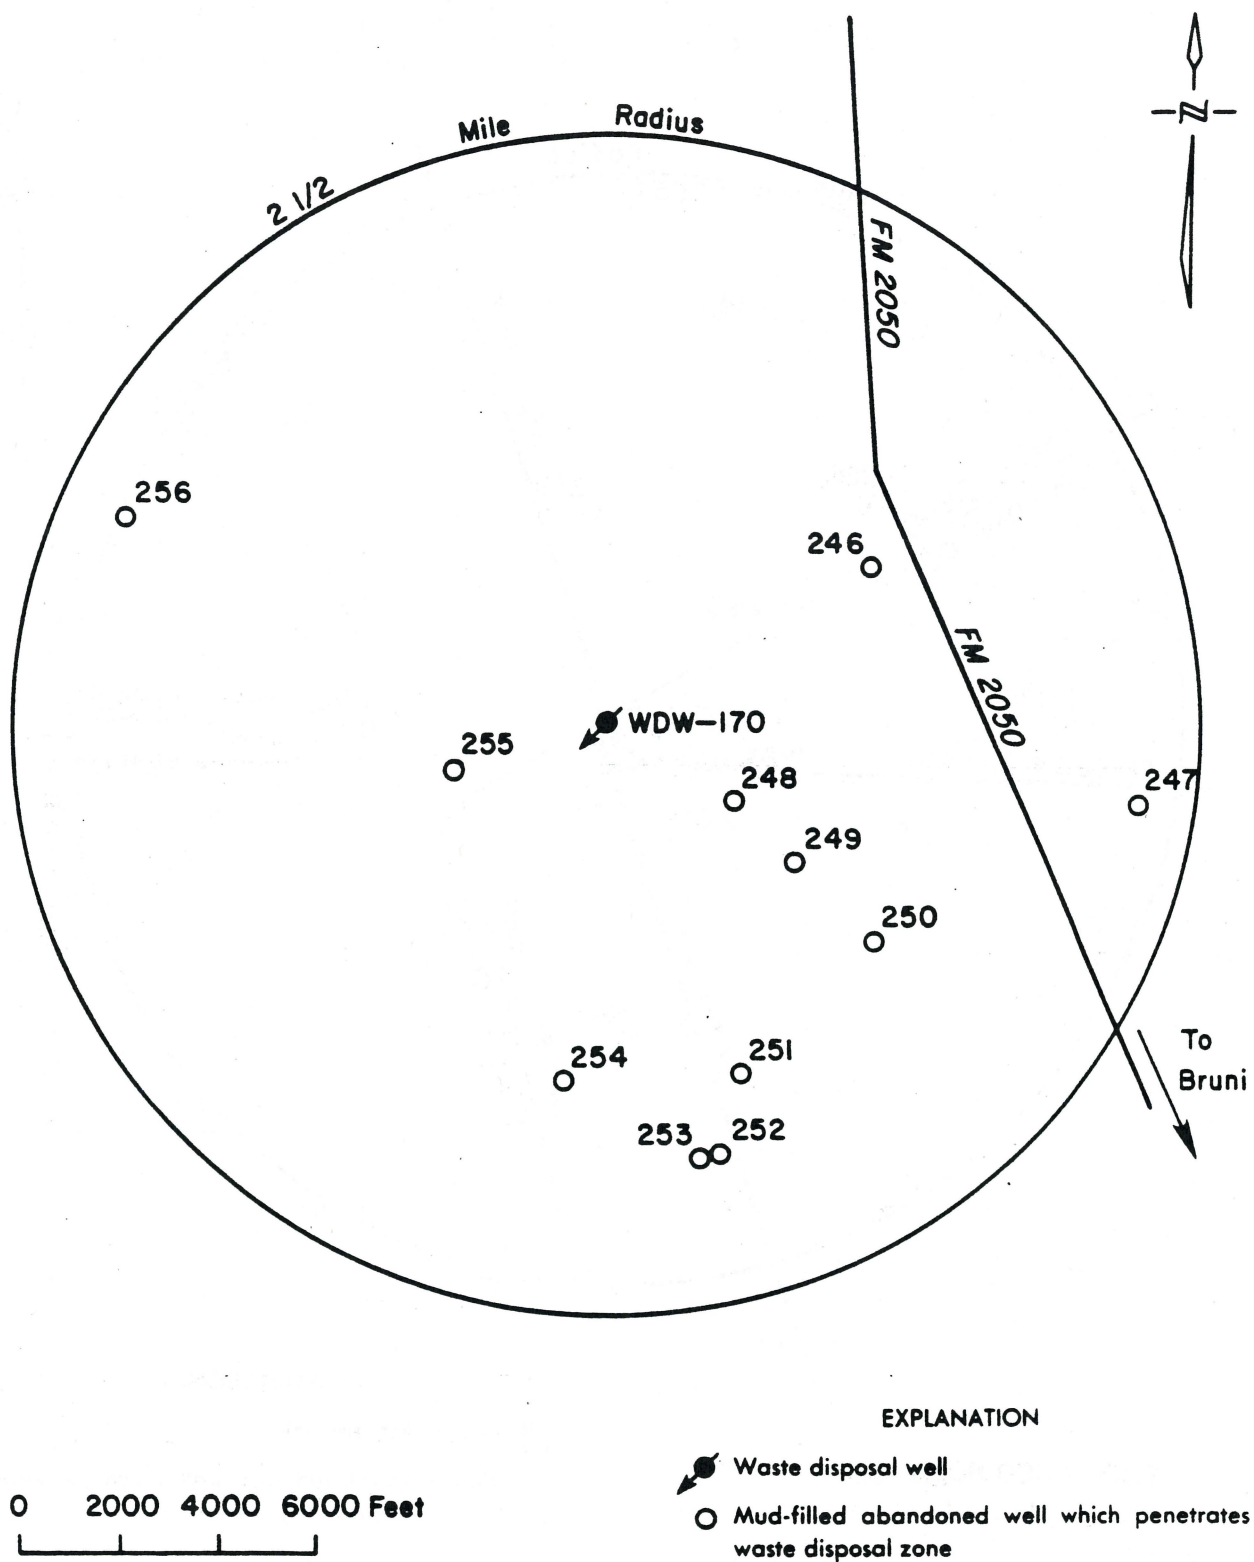 2 1/2 Mile Radius
N
FM 2050
256
246
FM 2050
WDW-170
255
248
247
249
250
To
Bruni
254
251
253
252
EXPLANATION
Waste disposal well
Mud-filled abandoned well which penetrates
waste disposal zone
0 2000 4000 6000 Feet